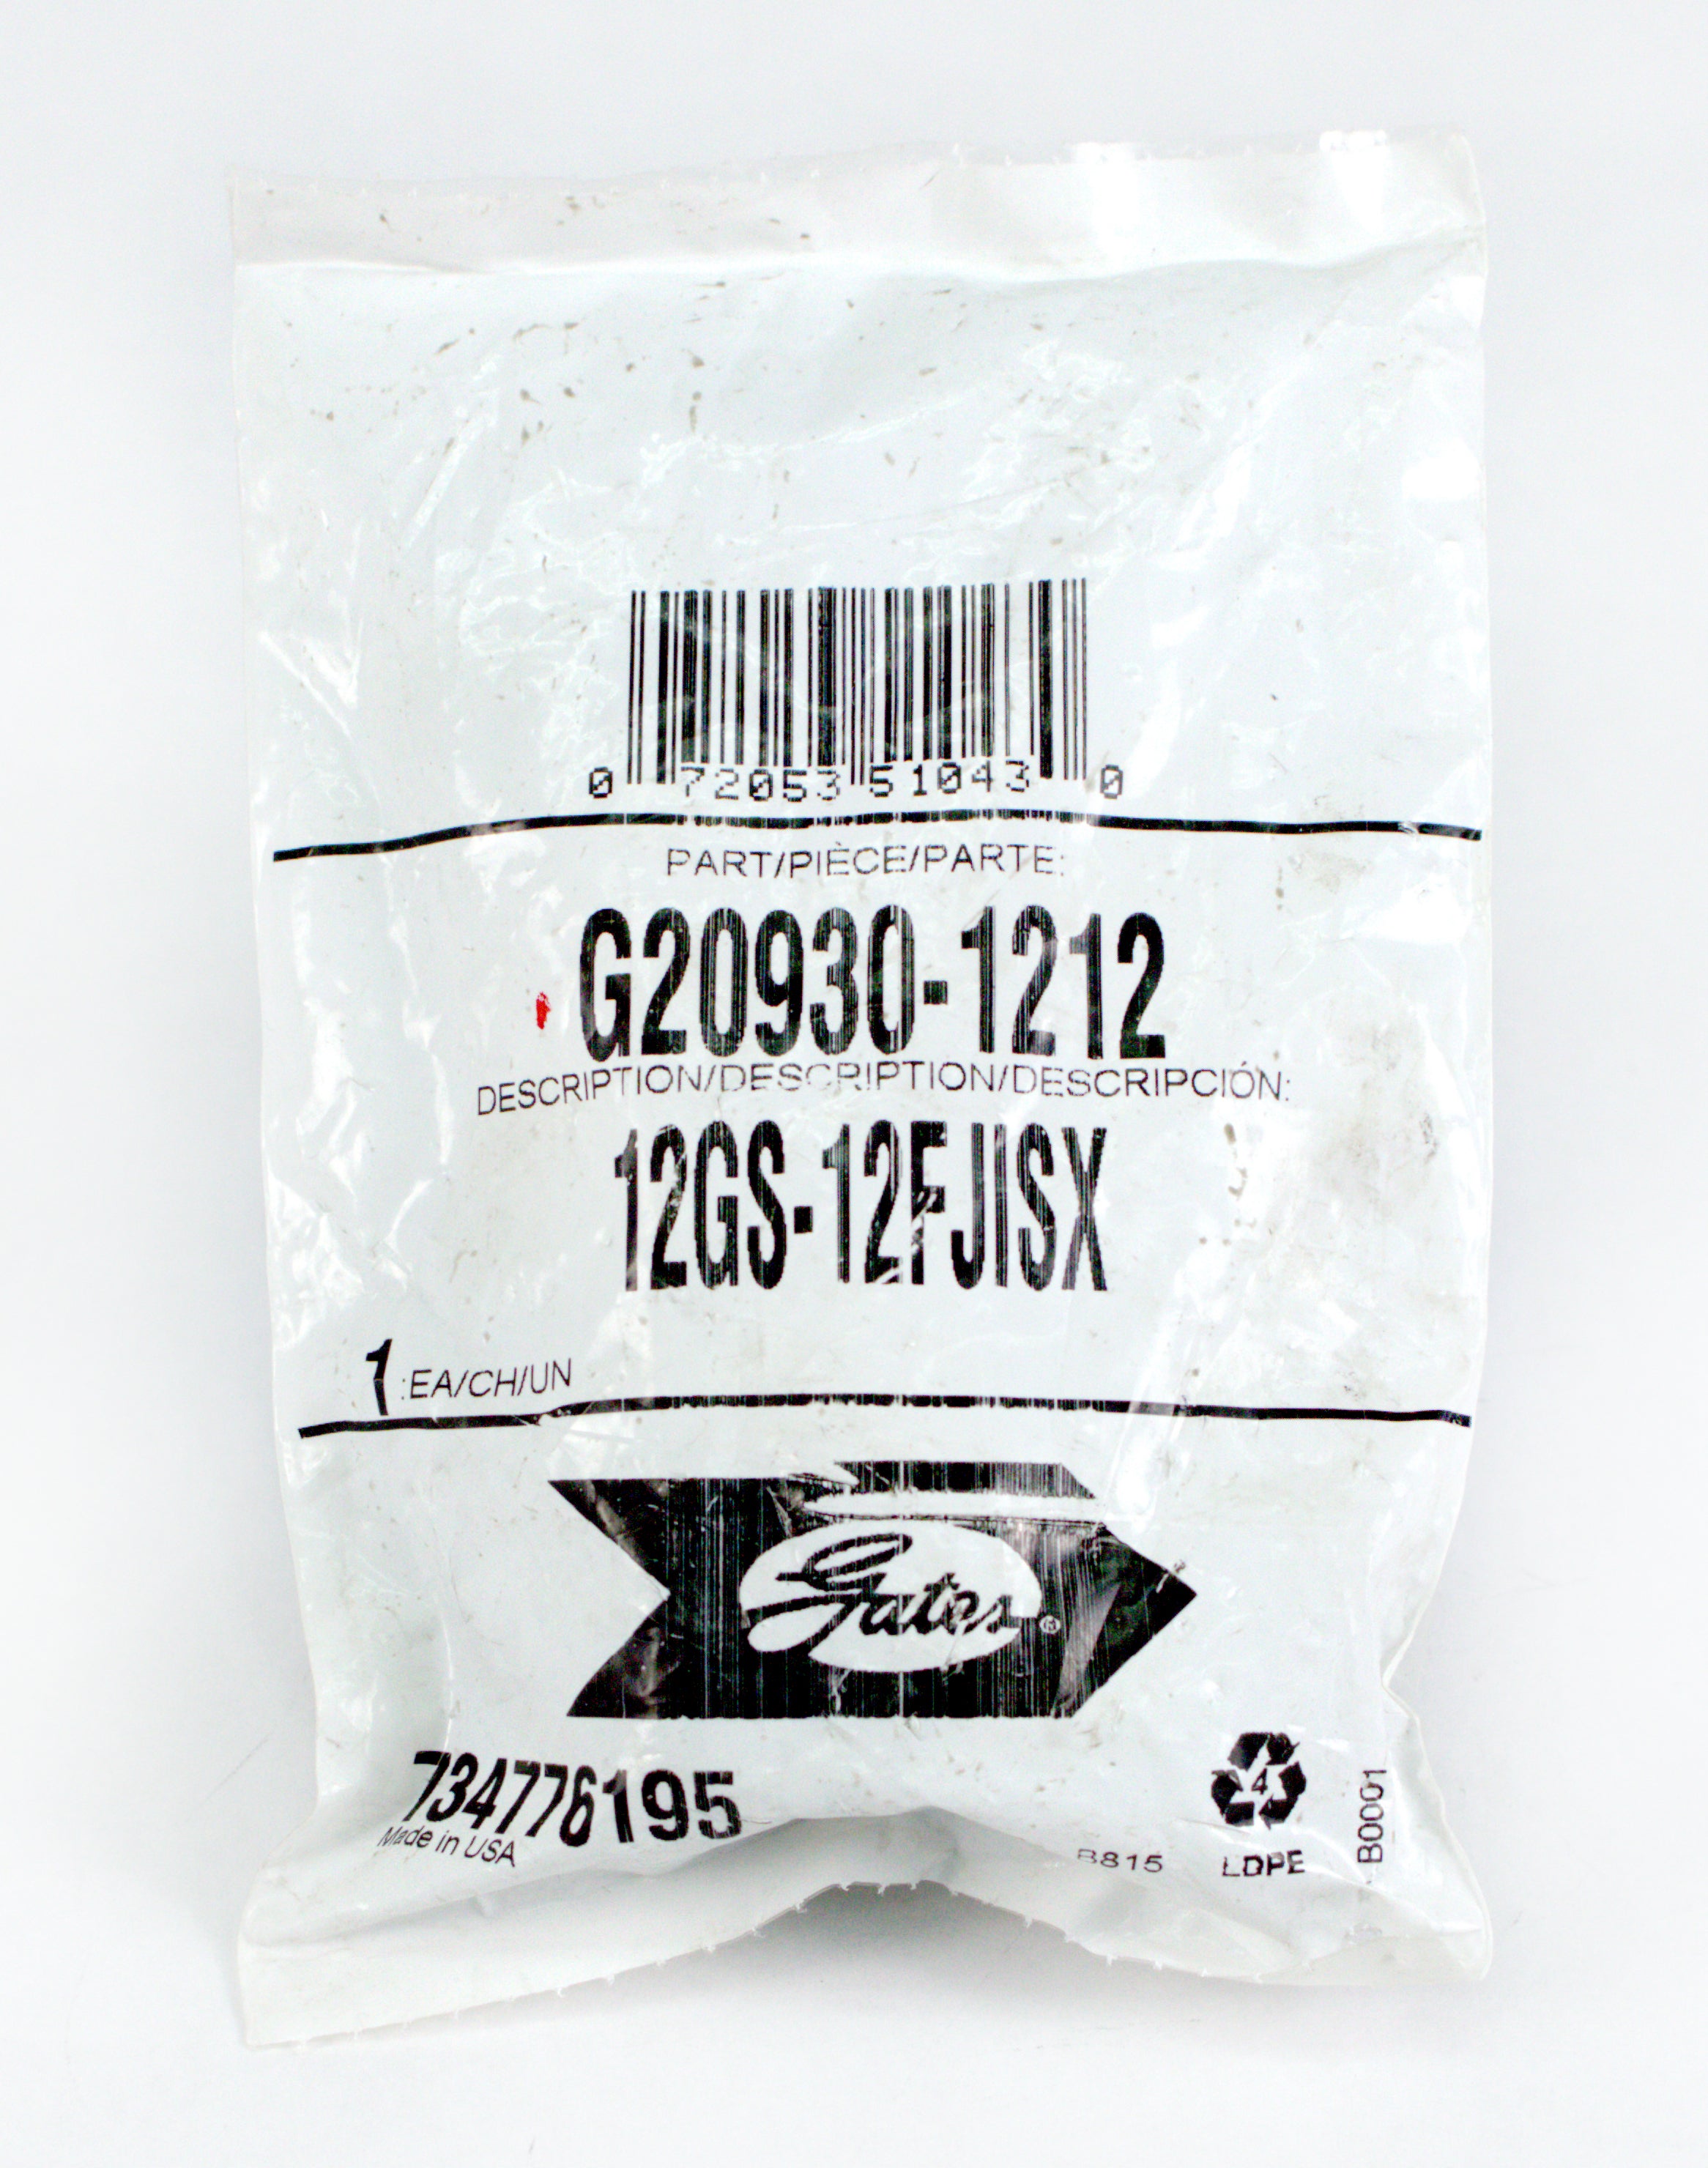 0 72053 51043 0
PART/PIÈCE/PARTE:
G20930-1212
DESCRIPTION/DESCRIPTION/DESCRIPCIÓN:
12GS-12FJISX
1 :EA/CH/UN
Gates®
734776195
Made in USA
B815
4
LDPE
B0001